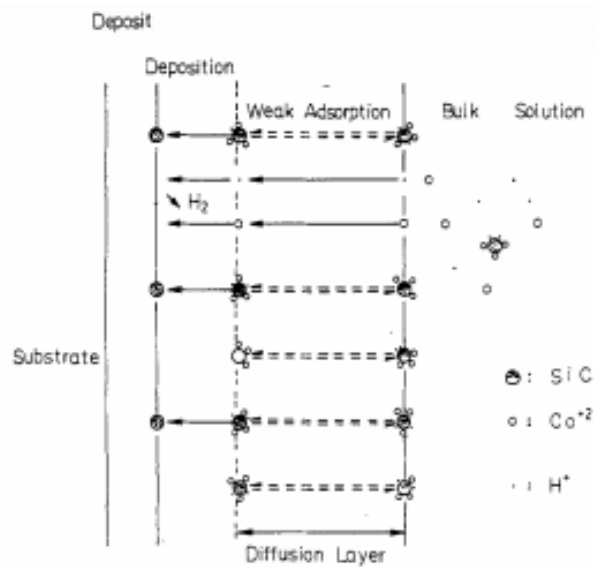 Deposit
Deposition
Weak Adsorption
Bulk Solution
H₂
Substrate
: SiC
: Co⁺²
: H⁺
Diffusion Layer